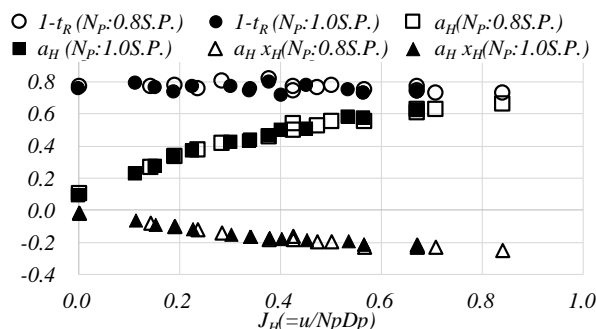 1-t_R (N_P:0.8S.P.) 1-t_R (N_P:1.0S.P.) a_H (N_P:0.8S.P.)
a_H (N_P:1.0S.P.) a_H x_H(N_P:0.8S.P.) a_H x_H(N_P:1.0S.P.)
0.8
0.6
0.4
0.2
0.0
-0.2
-0.4
0.0 0.2 0.4 0.6 0.8 1.0
J_H(=u/NpDp)